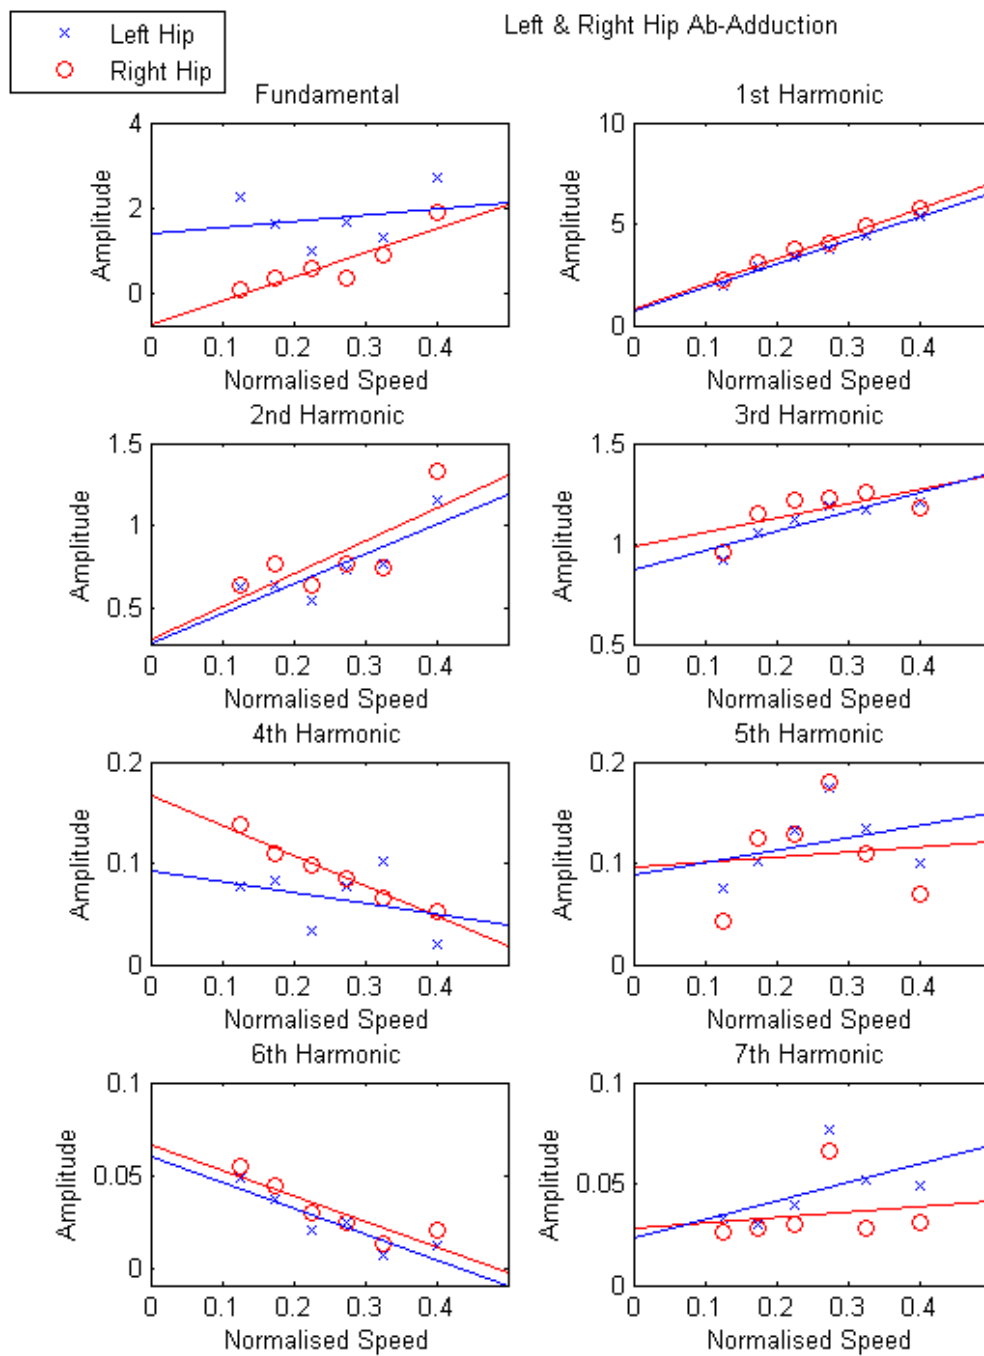 Left Hip
Right Hip
Left & Right Hip Ab-Adduction
Fundamental
4
2
0
Amplitude
0 0.1 0.2 0.3 0.4
Normalised Speed
1st Harmonic
10
5
0
Amplitude
0 0.1 0.2 0.3 0.4
Normalised Speed
2nd Harmonic
1.5
1
0.5
Amplitude
0 0.1 0.2 0.3 0.4
Normalised Speed
3rd Harmonic
1.5
1
0.5
Amplitude
0 0.1 0.2 0.3 0.4
Normalised Speed
4th Harmonic
0.2
0.1
0
Amplitude
0 0.1 0.2 0.3 0.4
Normalised Speed
5th Harmonic
0.2
0.1
0
Amplitude
0 0.1 0.2 0.3 0.4
Normalised Speed
6th Harmonic
0.1
0.05
0
Amplitude
0 0.1 0.2 0.3 0.4
Normalised Speed
7th Harmonic
0.1
0.05
0
Amplitude
0 0.1 0.2 0.3 0.4
Normalised Speed